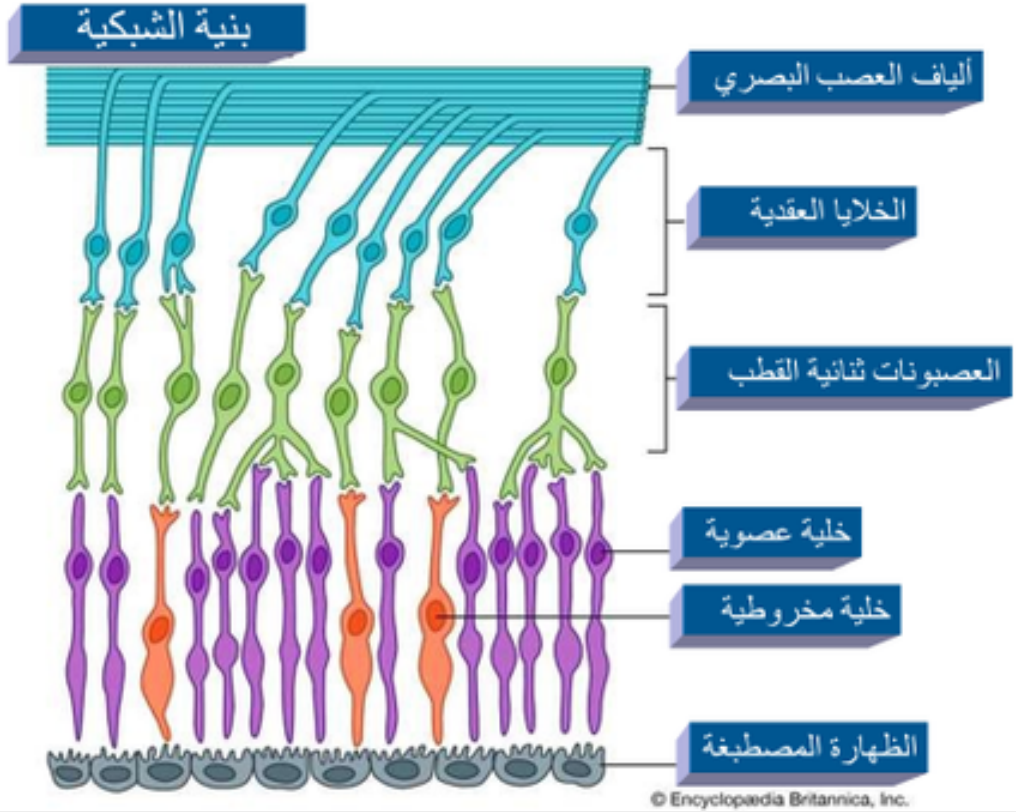 بنية الشبكية
ألياف العصب البصري
الخلايا العقدية
العصبونات ثنائية القطب
خلية عصوية
خلية مخروطية
الظهارة المصطبغة
© Encyclopædia Britannica, Inc.